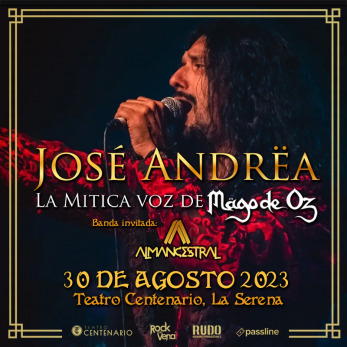 JOSÉ ANDRËA
LA MITICA VOZ DE Mägo de Oz
Banda invitada:
ALMANCESTRAL
30 DE AGOSTO 2023
Teatro Centenario, La Serena
TEATRO CENTENARIO
Rock Vena
RUDO
passline